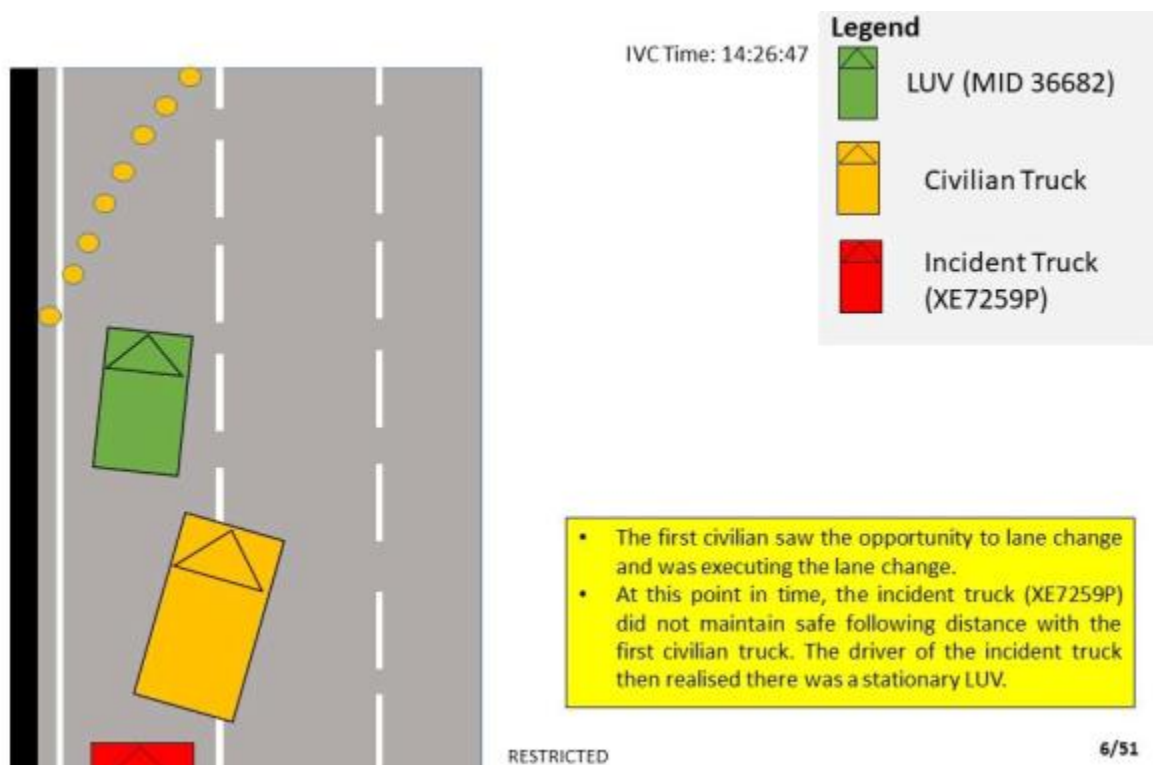 IVC Time: 14:26:47
Legend
LUV (MID 36682)
Civilian Truck
Incident Truck
(XE7259P)
• The first civilian saw the opportunity to lane change
and was executing the lane change.
• At this point in time, the incident truck (XE7259P)
did not maintain safe following distance with the
first civilian truck. The driver of the incident truck
then realised there was a stationary LUV.
RESTRICTED
6/51